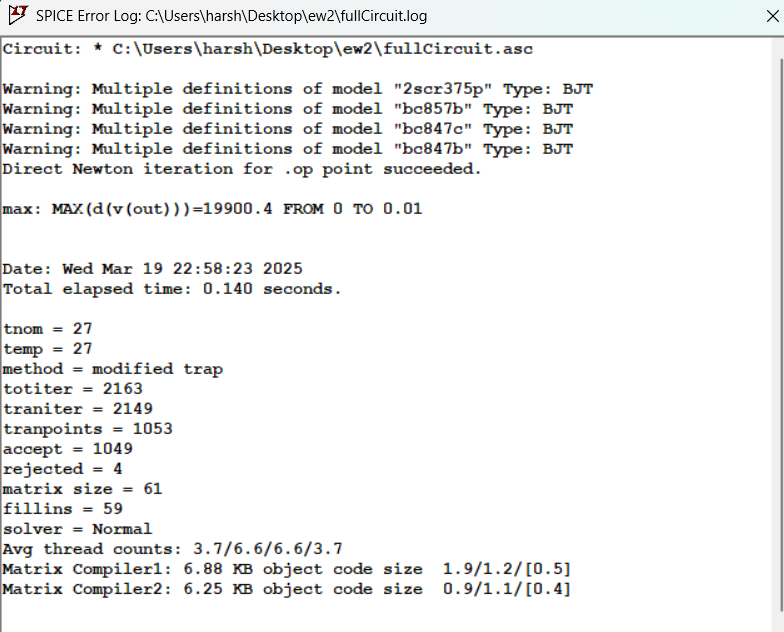 SPICE Error Log: C:\Users\harsh\Desktop\ew2\fullCircuit.log
Circuit: * C:\Users\harsh\Desktop\ew2\fullCircuit.asc
Warning: Multiple definitions of model "2scr375p" Type: BJT
Warning: Multiple definitions of model "bc857b" Type: BJT
Warning: Multiple definitions of model "bc847c" Type: BJT
Warning: Multiple definitions of model "bc847b" Type: BJT
Direct Newton iteration for .op point succeeded.
max: MAX(d(v(out)))=19900.4 FROM 0 TO 0.01
Date: Wed Mar 19 22:58:23 2025
Total elapsed time: 0.140 seconds.
tnom = 27
temp = 27
method = modified trap
totiter = 2163
traniter = 2149
tranpoints = 1053
accept = 1049
rejected = 4
matrix size = 61
fillins = 59
solver = Normal
Avg thread counts: 3.7/6.6/6.6/3.7
Matrix Compiler1: 6.88 KB object code size  1.9/1.2/[0.5]
Matrix Compiler2: 6.25 KB object code size  0.9/1.1/[0.4]